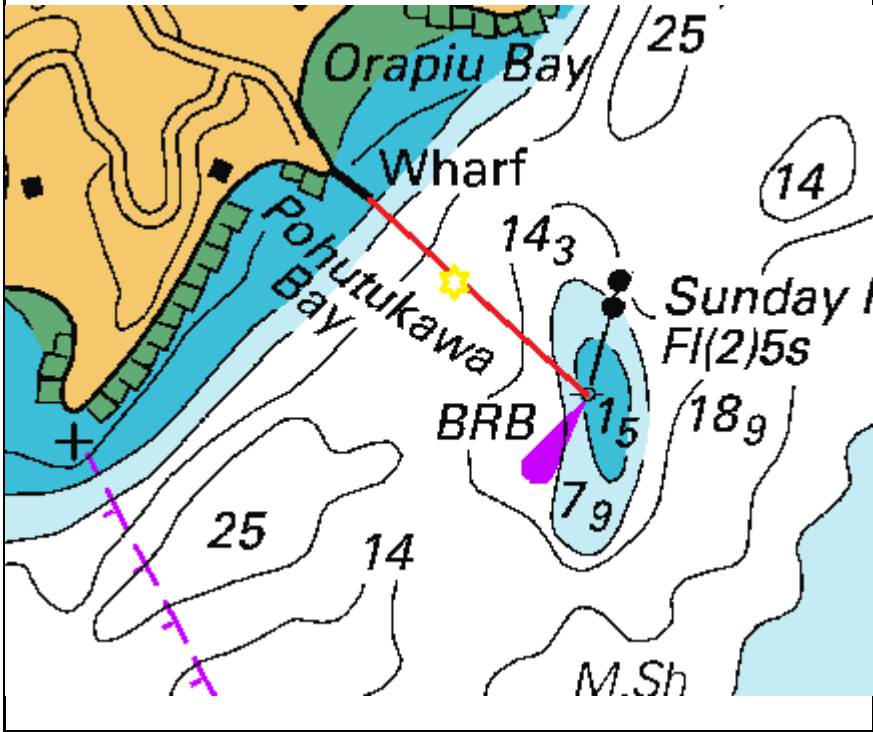 25
Orapiu Bay
Wharf
14
Pohutukawa
Bay
14₃
Sunday
Fl(2)5s
BRB
1₅
18₉
7₉
25
14
M.Sh